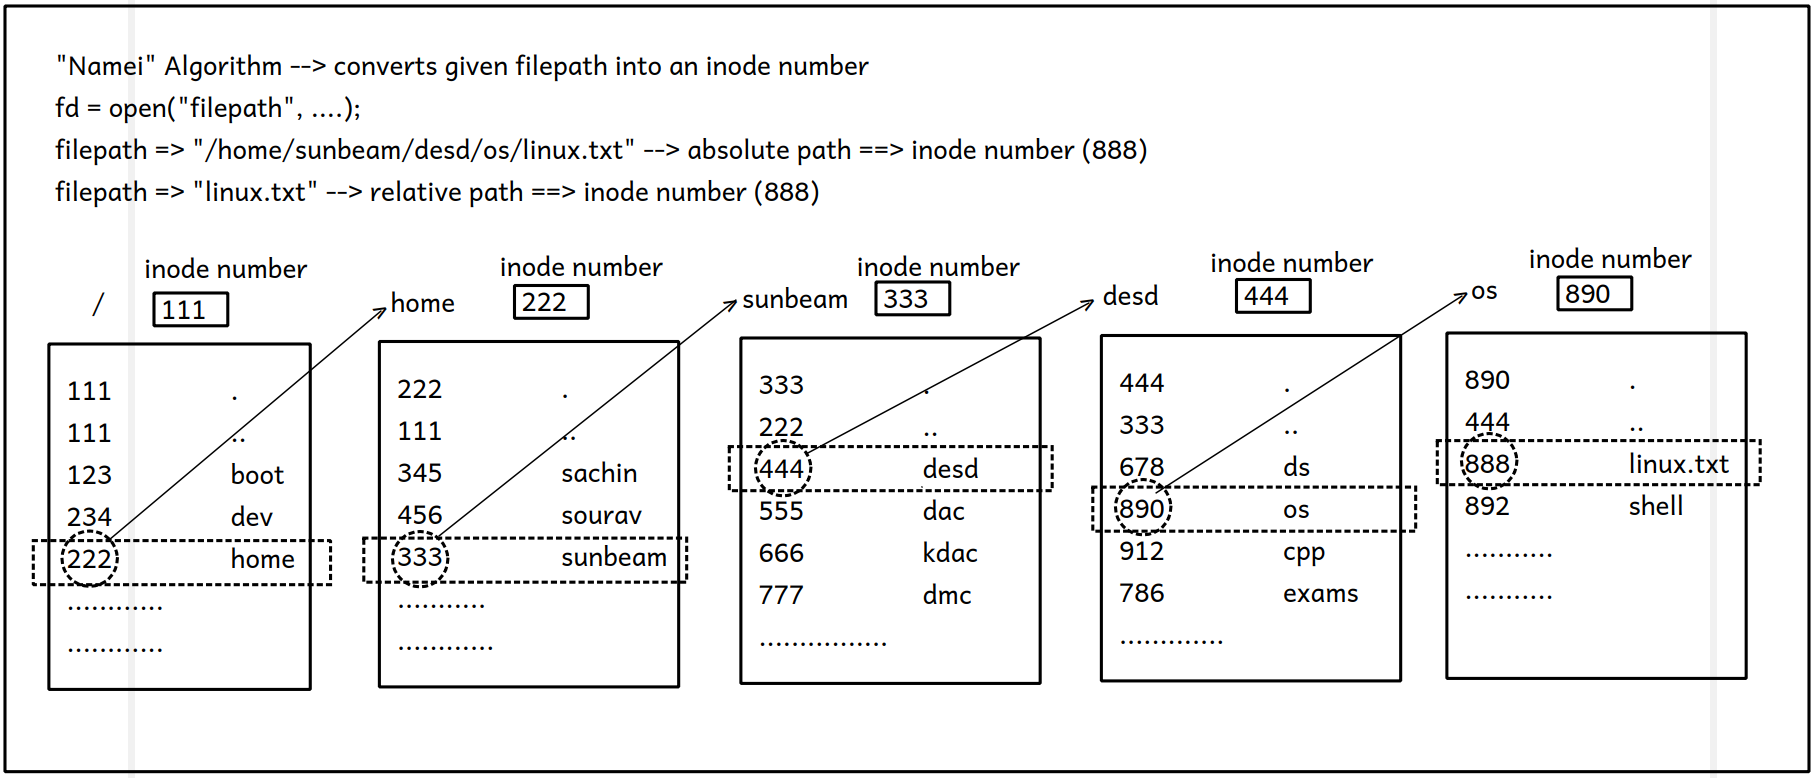 "Namei" Algorithm --> converts given filepath into an inode number
fd = open("filepath", ....);
filepath => "/home/sunbeam/desd/os/linux.txt" --> absolute path ==> inode number (888)
filepath => "linux.txt" --> relative path ==> inode number (888)
/ inode number 111
111 .
111 ..
123 boot
234 dev
222 home
............
............
home inode number 222
222 .
111 ..
345 sachin
456 sourav
333 sunbeam
...........
............
sunbeam inode number 333
333 .
222 ..
444 desd
555 dac
666 kdac
777 dmc
................
desd inode number 444
444 .
333 ..
678 ds
890 os
912 cpp
786 exams
.............
os inode number 890
890 .
444 ..
888 linux.txt
892 shell
...........
...........